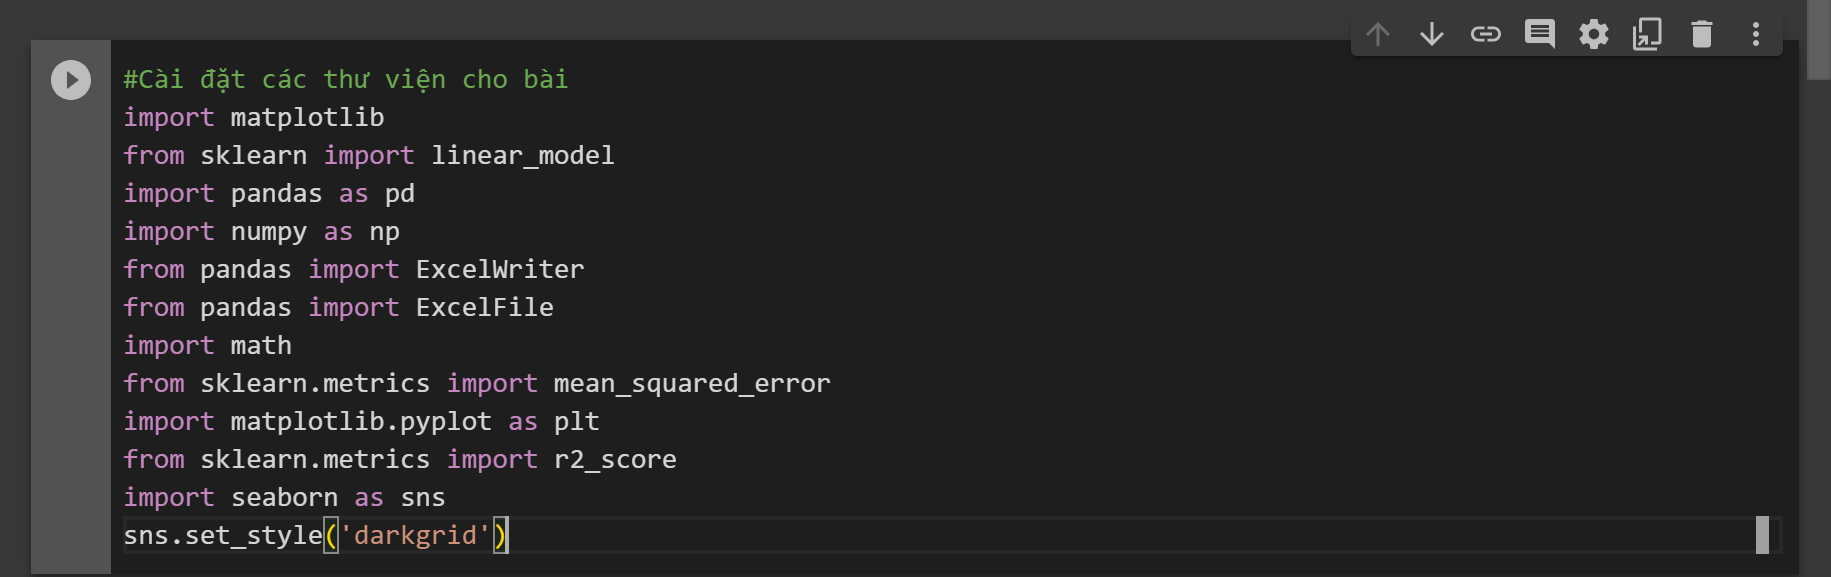 #Cài đặt các thư viện cho bài
import matplotlib
from sklearn import linear_model
import pandas as pd
import numpy as np
from pandas import ExcelWriter
from pandas import ExcelFile
import math
from sklearn.metrics import mean_squared_error
import matplotlib.pyplot as plt
from sklearn.metrics import r2_score
import seaborn as sns
sns.set_style('darkgrid')